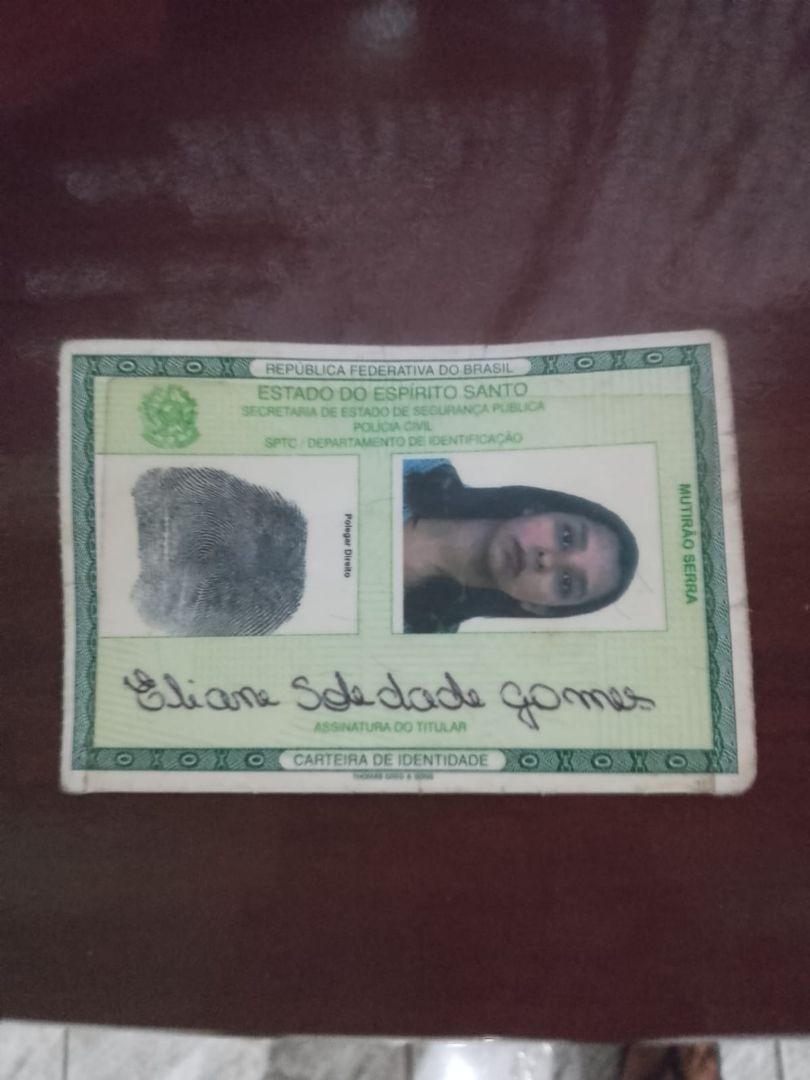 REPÚBLICA FEDERATIVA DO BRASIL
ESTADO DO ESPÍRITO SANTO
SECRETARIA DE ESTADO DE SEGURANÇA PÚBLICA
POLÍCIA CIVIL
SPTC / DEPARTAMENTO DE IDENTIFICAÇÃO
Polegar Direito
MUTIRÃO SERRA
Eliane Soledade Gomes
ASSINATURA DO TITULAR
CARTEIRA DE IDENTIDADE
THOMAS GREG & SONS